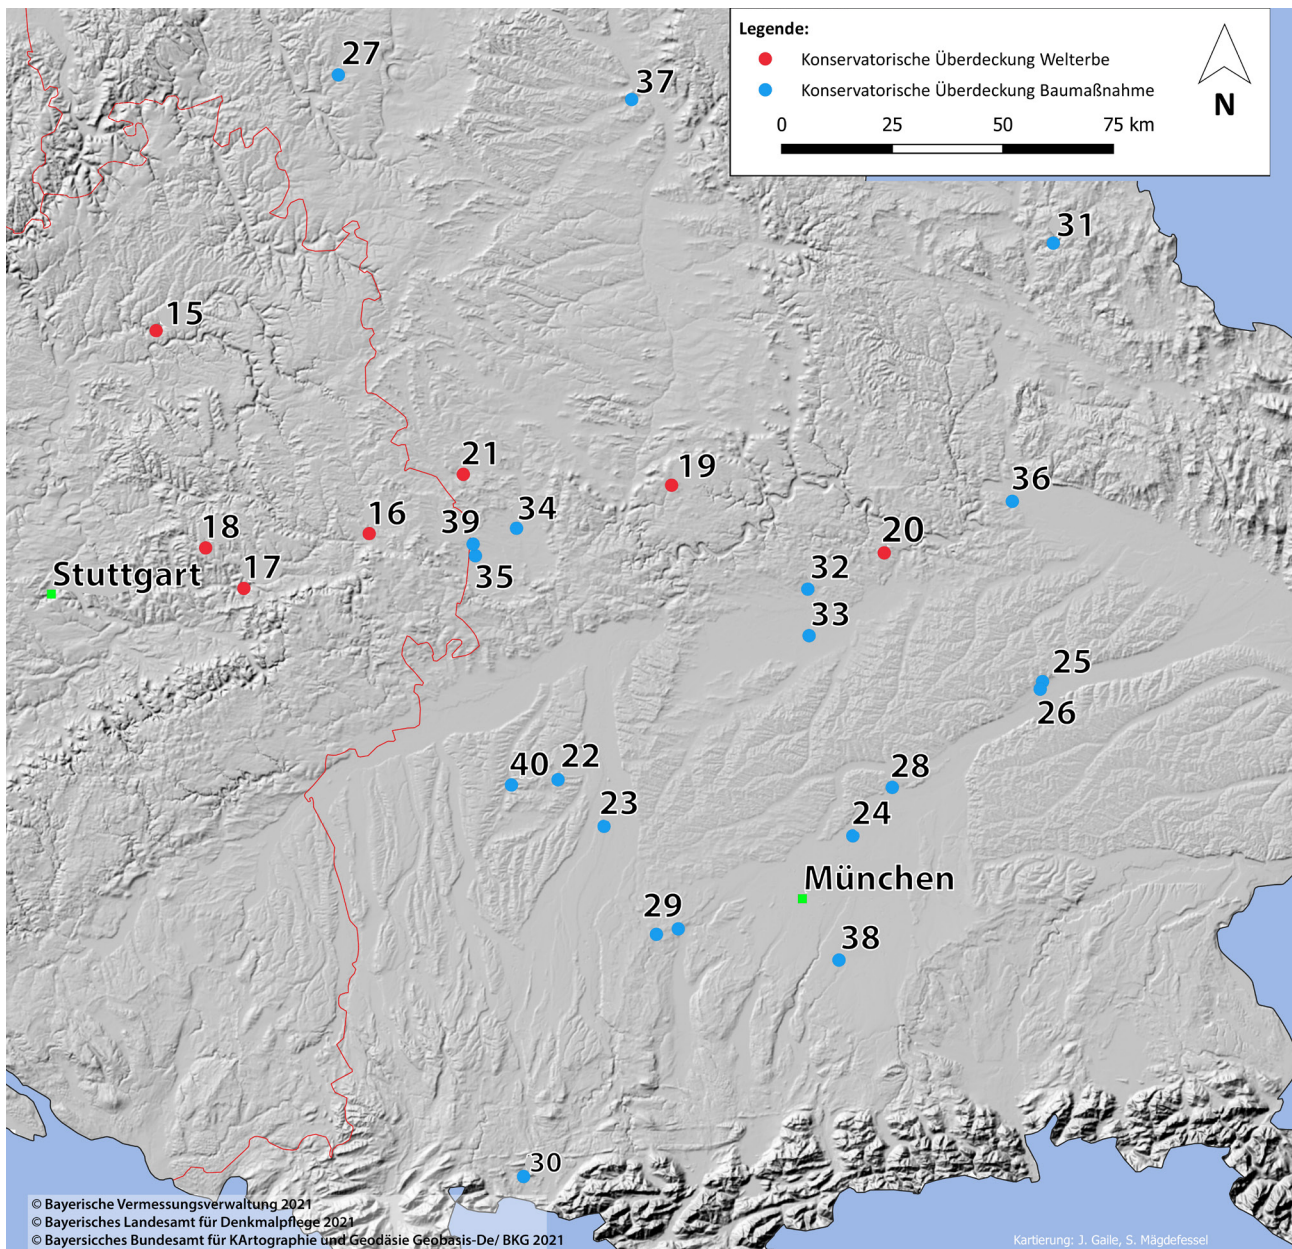 Legende:
Konservatorische Überdeckung Welterbe
Konservatorische Überdeckung Baumaßnahme
0 25 50 75 km
N
27
37
31
15
21
19
36
16
34
39
18
20
Stuttgart
17
35
32
33
25
26
40
22
28
23
24
München
29
38
30
© Bayerische Vermessungsverwaltung 2021
© Bayerisches Landesamt für Denkmalpflege 2021
© Bayersicches Bundesamt für KArtographie und Geodäsie Geobasis-De/ BKG 2021
Kartierung: J. Gaile, S. Mägdefessel